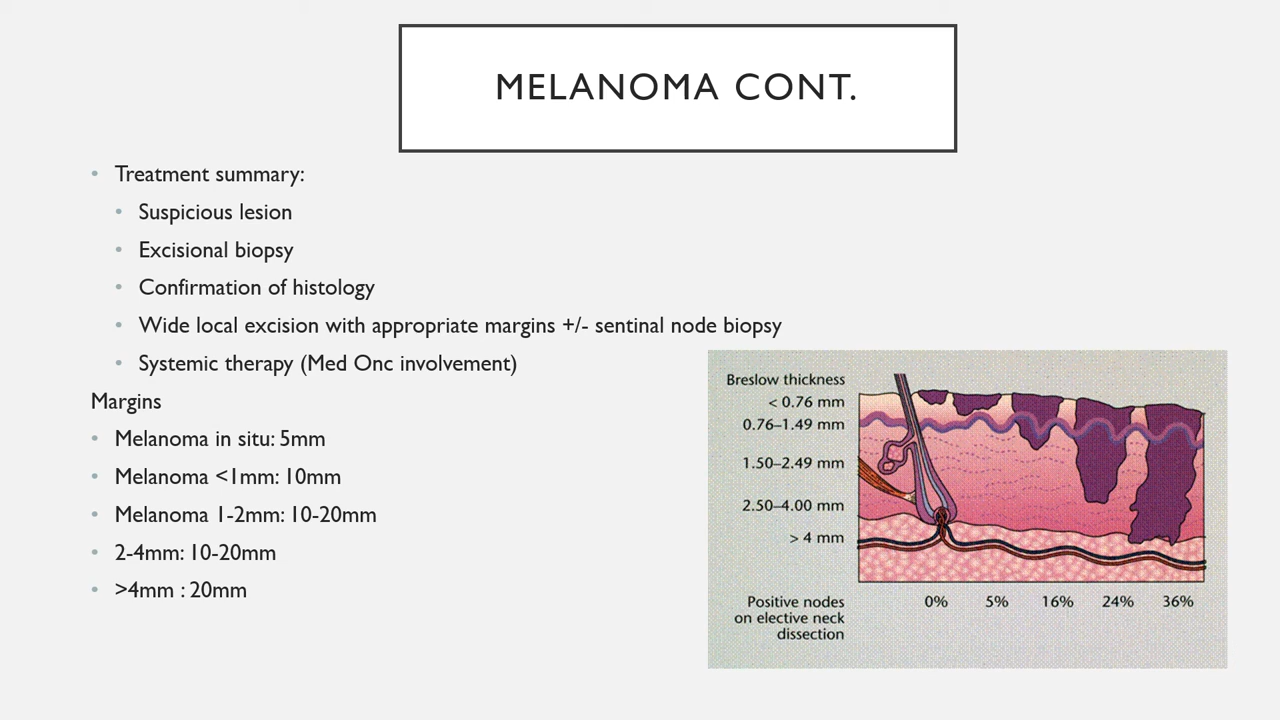 MELANOMA CONT.
• Treatment summary:
• Suspicious lesion
• Excisional biopsy
• Confirmation of histology
• Wide local excision with appropriate margins +/- sentinal node biopsy
• Systemic therapy (Med Onc involvement)
Margins
• Melanoma in situ: 5mm
• Melanoma <1mm: 10mm
• Melanoma 1-2mm: 10-20mm
• 2-4mm: 10-20mm
• >4mm : 20mm
Breslow thickness
< 0.76 mm
0.76–1.49 mm
1.50–2.49 mm
2.50–4.00 mm
> 4 mm
Positive nodes
on elective neck
dissection
0% 5% 16% 24% 36%